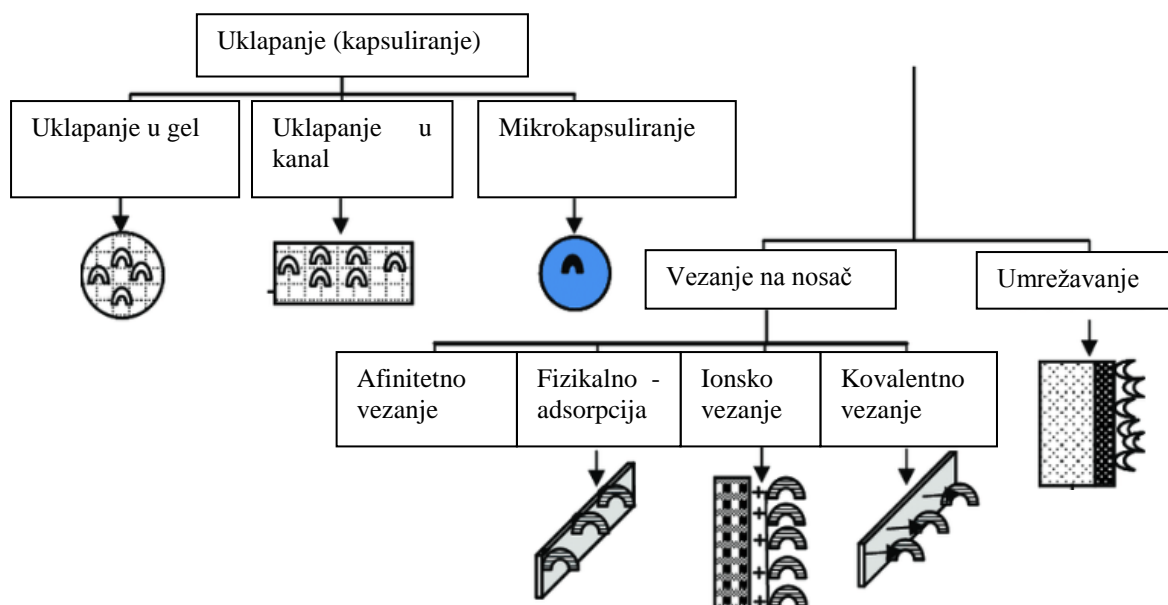 Uklapanje (kapsuliranje)
Uklapanje u gel
Uklapanje u
kanal
Mikrokapsuliranje
Vezanje na nosač
Umrežavanje
Afinitetno
vezanje
Fizikalno -
adsorpcija
Ionsko
vezanje
Kovalentno
vezanje
+
+
+
+
+